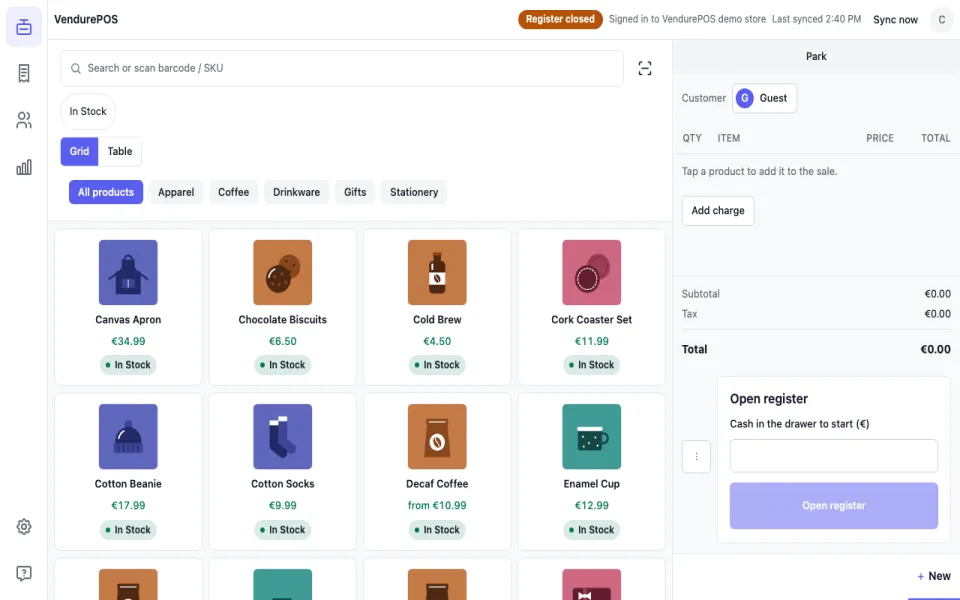 VendurePOS
Register closed
Signed in to VendurePOS demo store
Last synced 2:40 PM
Sync now
C
Search or scan barcode / SKU
In Stock
Grid
Table
All products
Apparel
Coffee
Drinkware
Gifts
Stationery
Canvas Apron
€34.99
In Stock
Chocolate Biscuits
€6.50
In Stock
Cold Brew
€4.50
In Stock
Cork Coaster Set
€11.99
In Stock
Cotton Beanie
€17.99
In Stock
Cotton Socks
€9.99
In Stock
Decaf Coffee
from €10.99
In Stock
Enamel Cup
€12.99
In Stock
Park
Customer
G
Guest
QTY ITEM PRICE TOTAL
Tap a product to add it to the sale.
Add charge
Subtotal €0.00
Tax €0.00
Total €0.00
Open register
Cash in the drawer to start (€)
Open register
+ New